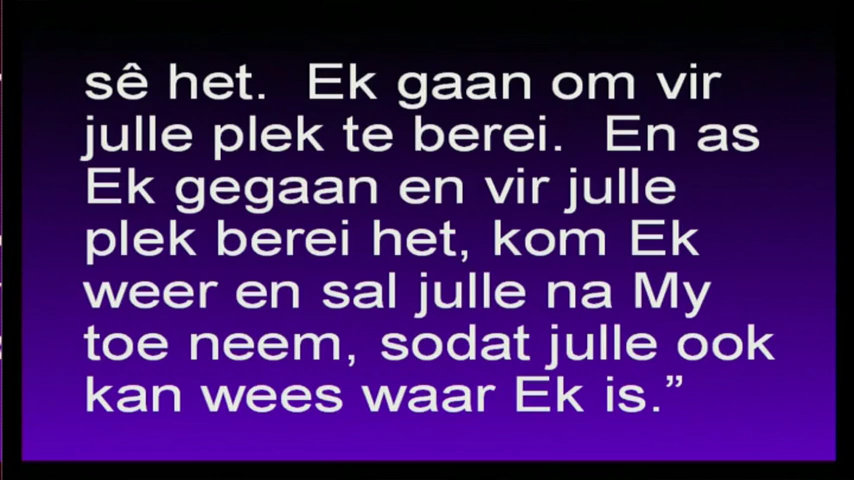 sê het. Ek gaan om vir
julle plek te berei. En as
Ek gegaan en vir julle
plek berei het, kom Ek
weer en sal julle na My
toe neem, sodat julle ook
kan wees waar Ek is.”